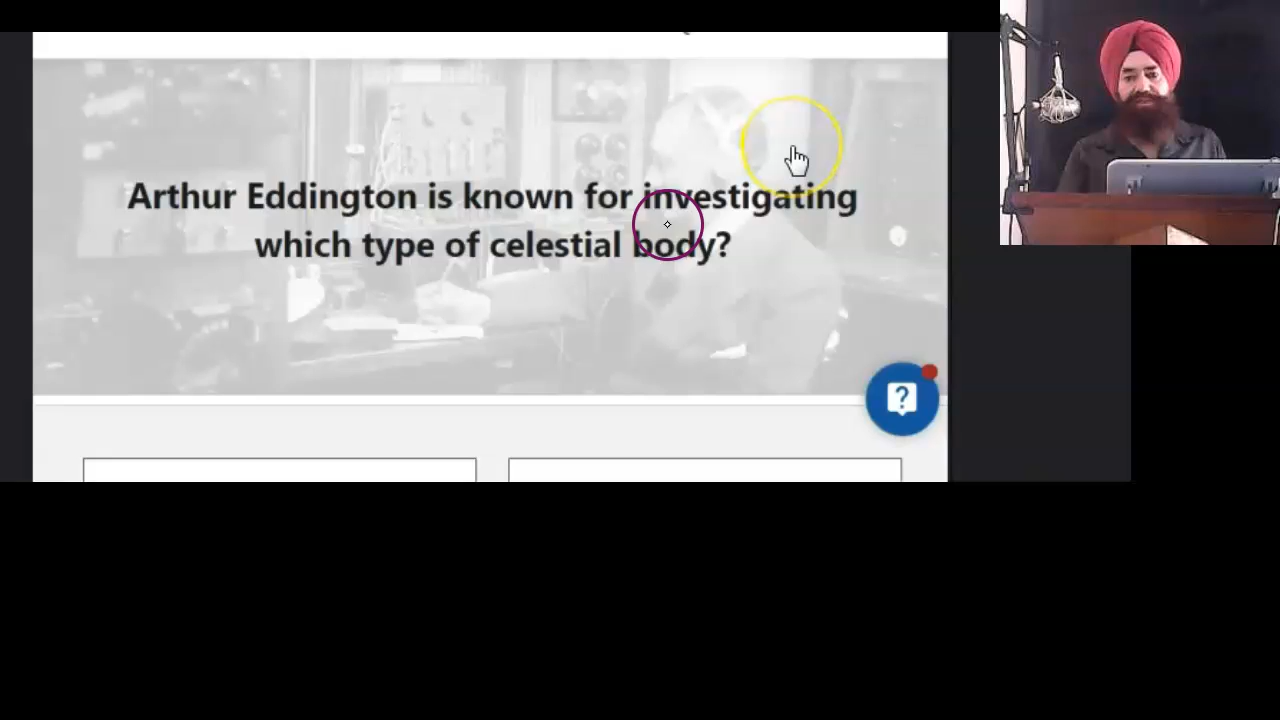 Arthur Eddington is known for investigating
which type of celestial body?